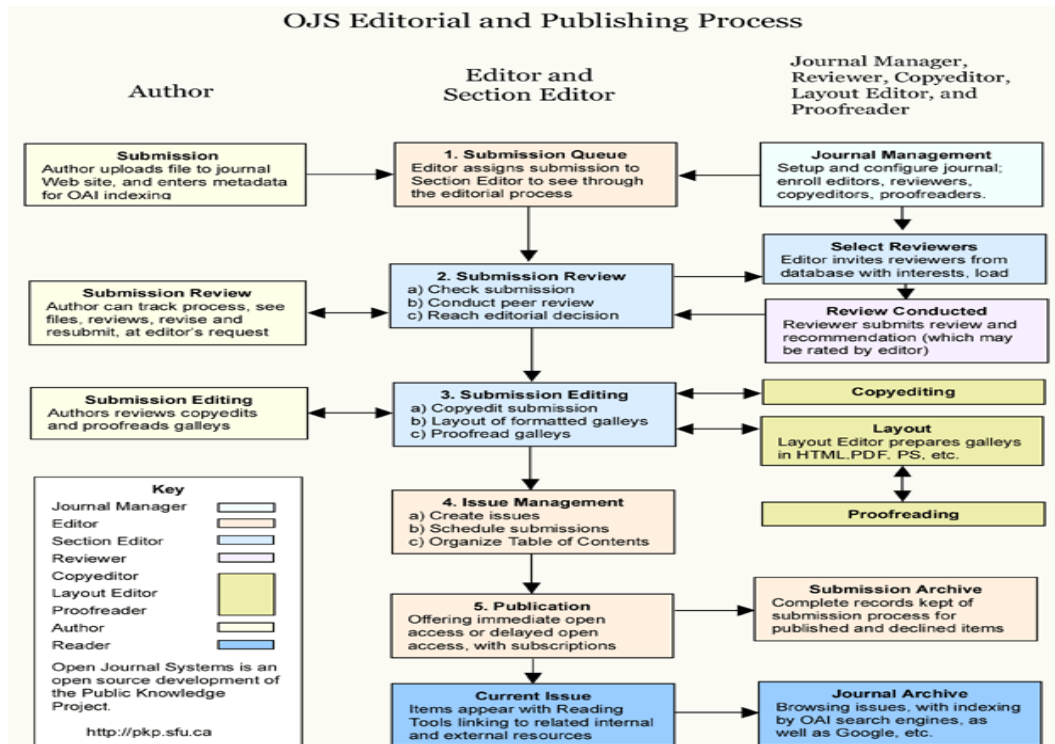 OJS Editorial and Publishing Process
Author
Editor and
Section Editor
Journal Manager,
Reviewer, Copyeditor,
Layout Editor, and
Proofreader
Submission
Author uploads file to journal
Web site, and enters metadata
for OAI indexing
1. Submission Queue
Editor assigns submission to
Section Editor to see through
the editorial process
Journal Management
Setup and configure journal;
enroll editors, reviewers,
copyeditors, proofreaders.
Select Reviewers
Editor invites reviewers from
database with interests, load
Submission Review
Author can track process, see
files, reviews, revise and
resubmit, at editor's request
2. Submission Review
a) Check submission
b) Conduct peer review
c) Reach editorial decision
Review Conducted
Reviewer submits review and
recommendation (which may
be rated by editor)
Submission Editing
Authors reviews copyedits
and proofreads galleys
3. Submission Editing
a) Copyedit submission
b) Layout of formatted galleys
c) Proofread galleys
Copyediting
Layout
Layout Editor prepares galleys
in HTML,PDF, PS, etc.
Proofreading
Key
Journal Manager
Editor
Section Editor
Reviewer
Copyeditor
Layout Editor
Proofreader
Author
Reader
Open Journal Systems is an
open source development of
the Public Knowledge
Project.
http://pkp.sfu.ca
4. Issue Management
a) Create issues
b) Schedule submissions
c) Organize Table of Contents
5. Publication
Offering immediate open
access or delayed open
access, with subscriptions
Submission Archive
Complete records kept of
submission process for
published and declined items
Current Issue
Items appear with Reading
Tools linking to related internal
and external resources
Journal Archive
Browsing issues, with indexing
by OAI search engines, as
well as Google, etc.